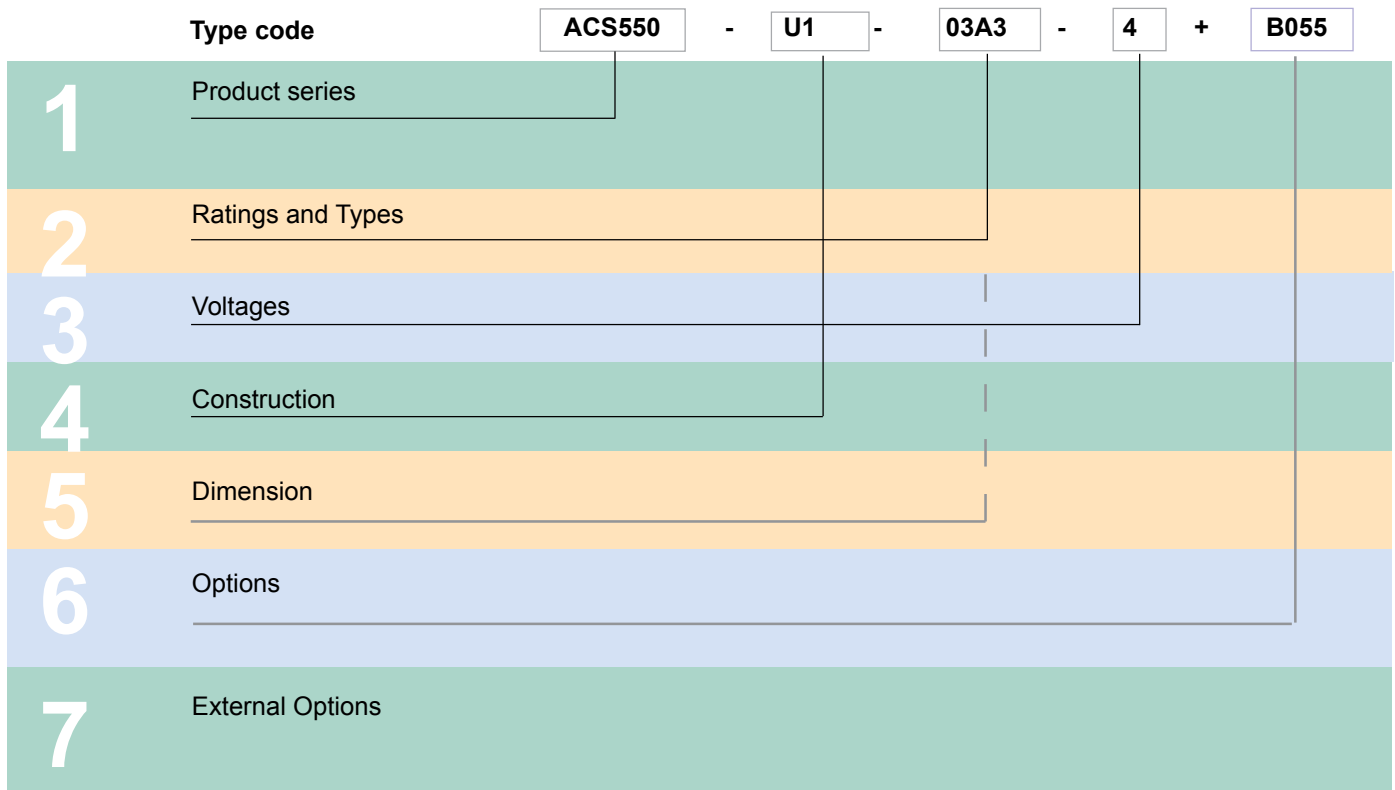 Type code ACS550 - U1 - 03A3 - 4 + B055
1 Product series
2 Ratings and Types
3 Voltages
4 Construction
5 Dimension
6 Options
7 External Options